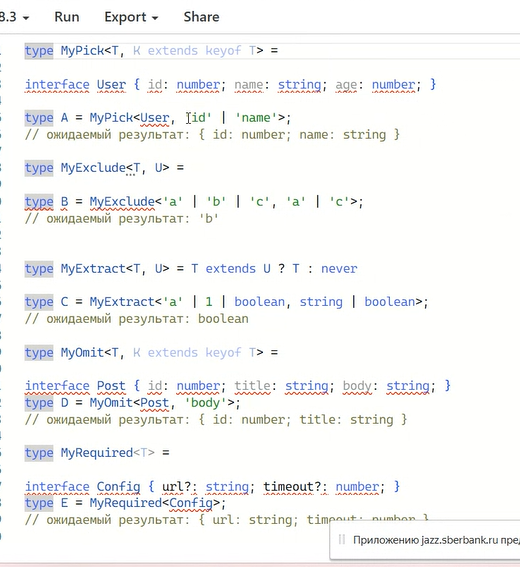 8.3 Run Export Share
type MyPick<T, K extends keyof T> =
interface User { id: number; name: string; age: number; }
type A = MyPick<User, 'id' | 'name'>;
// ожидаемый результат: { id: number; name: string }
type MyExclude<T, U> =
type B = MyExclude<'a' | 'b' | 'c', 'a' | 'c'>;
// ожидаемый результат: 'b'
type MyExtract<T, U> = T extends U ? T : never
type C = MyExtract<'a' | 1 | boolean, string | boolean>;
// ожидаемый результат: boolean
type MyOmit<T, K extends keyof T> =
interface Post { id: number; title: string; body: string; }
type D = MyOmit<Post, 'body'>;
// ожидаемый результат: { id: number; title: string }
type MyRequired<T> =
interface Config { url?: string; timeout?: number; }
type E = MyRequired<Config>;
// ожидаемый результат: { url: string; timeout: number }
Приложению jazz.sberbank.ru